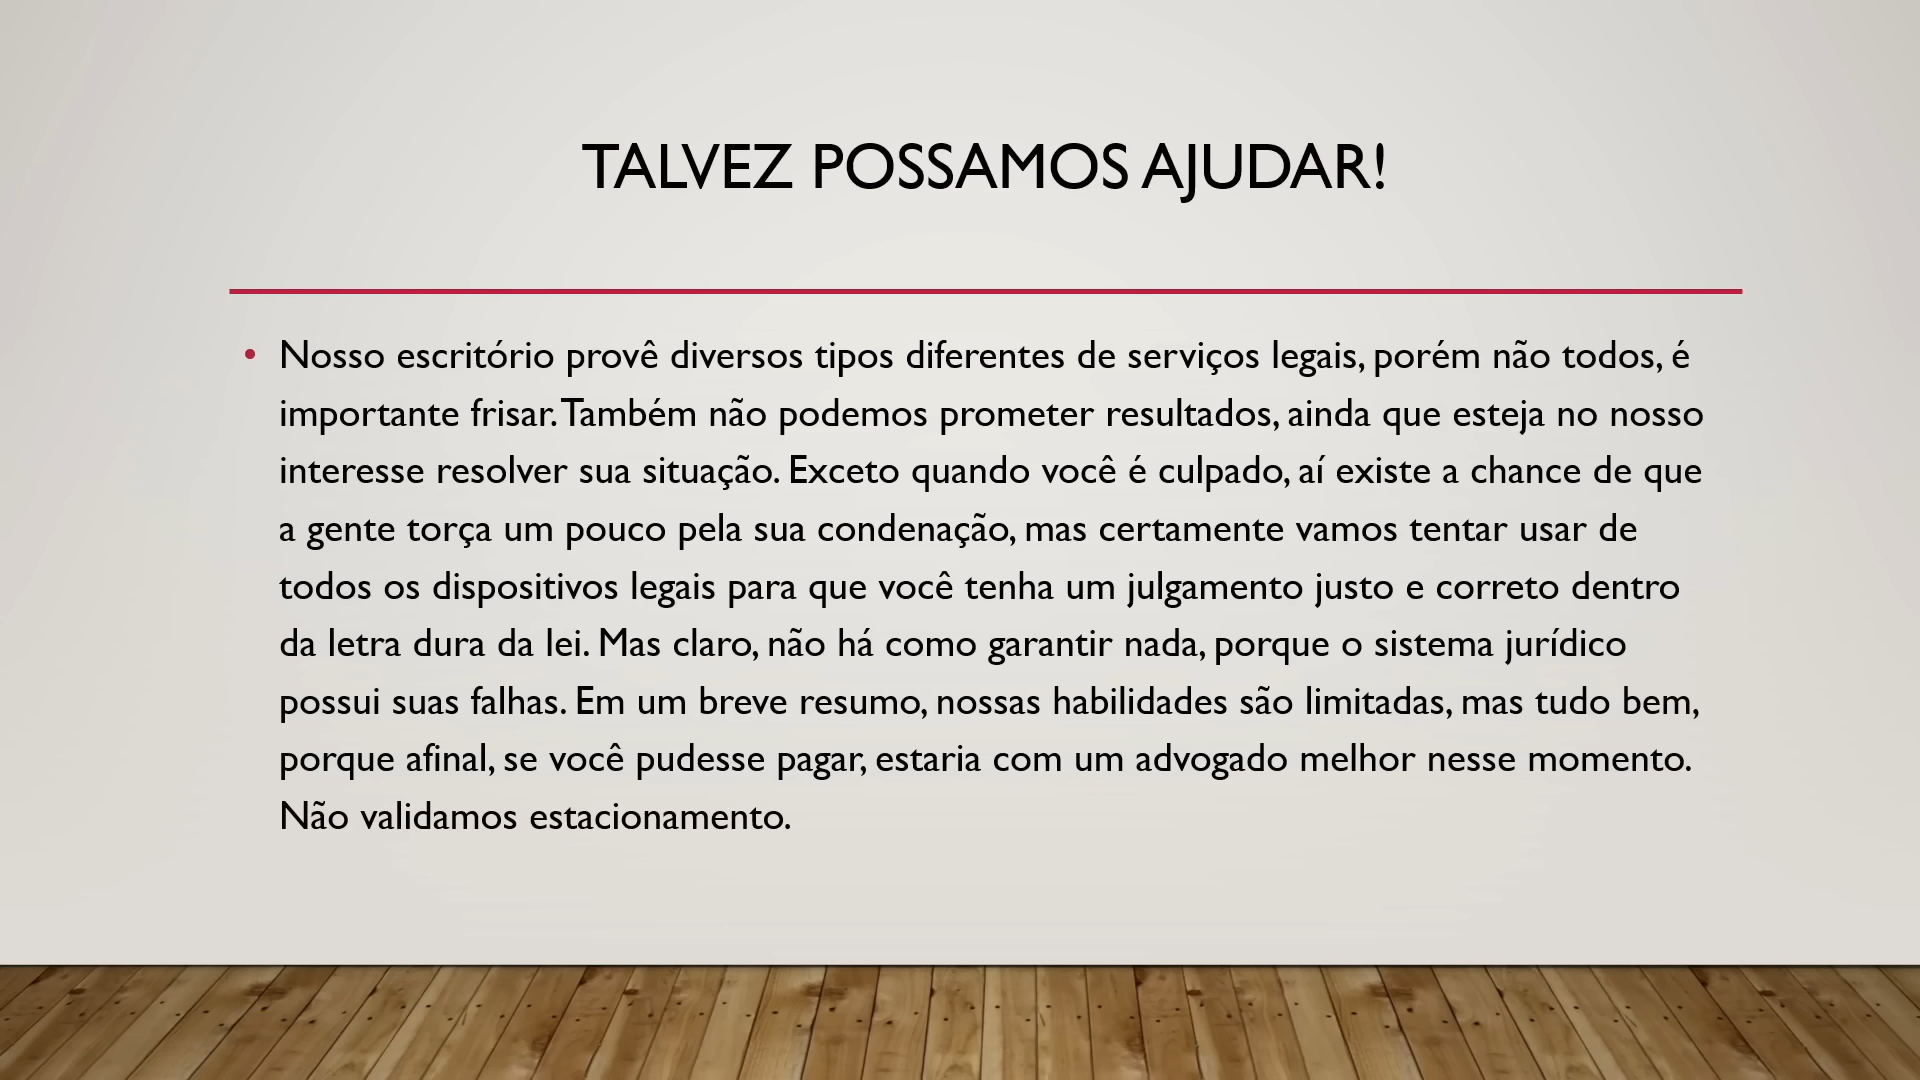 TALVEZ POSSAMOS AJUDAR!
• Nosso escritório provê diversos tipos diferentes de serviços legais, porém não todos, é
importante frisar. Também não podemos prometer resultados, ainda que esteja no nosso
interesse resolver sua situação. Exceto quando você é culpado, aí existe a chance de que
a gente torça um pouco pela sua condenação, mas certamente vamos tentar usar de
todos os dispositivos legais para que você tenha um julgamento justo e correto dentro
da letra dura da lei. Mas claro, não há como garantir nada, porque o sistema jurídico
possui suas falhas. Em um breve resumo, nossas habilidades são limitadas, mas tudo bem,
porque afinal, se você pudesse pagar, estaria com um advogado melhor nesse momento.
Não validamos estacionamento.